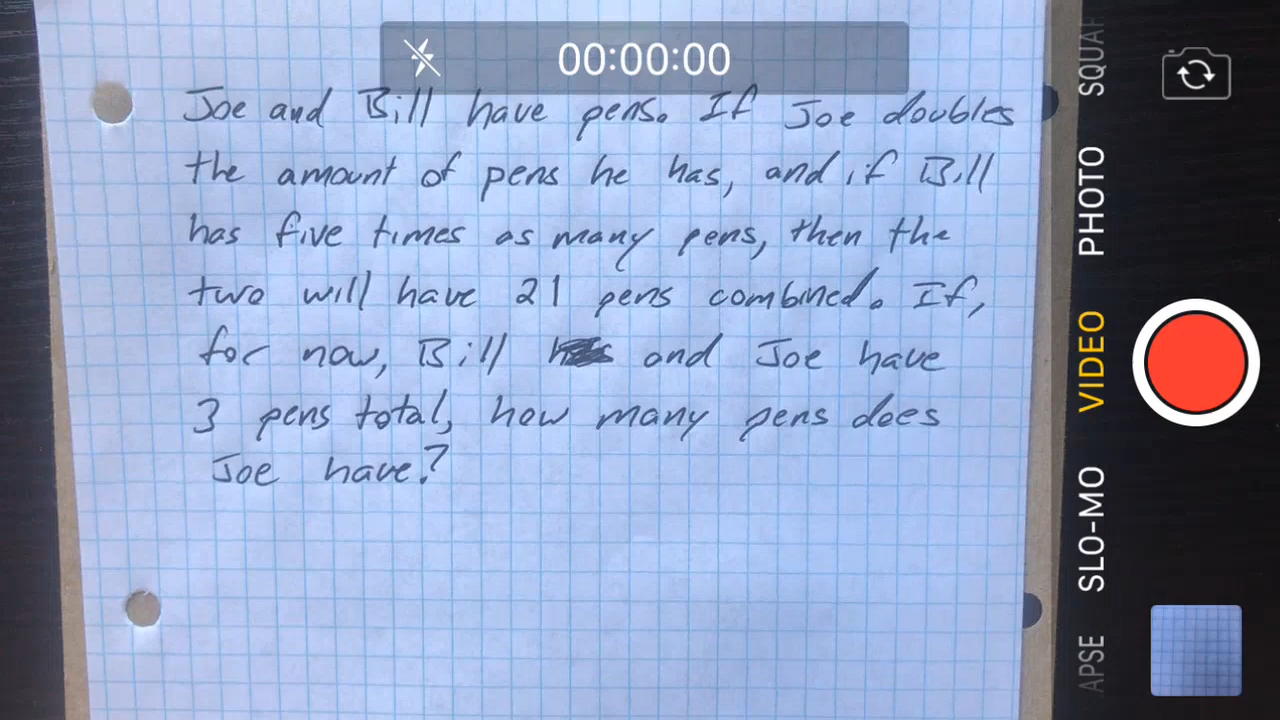 00:00:00
Joe and Bill have pens. If Joe doubles
the amount of pens he has, and if Bill
has five times as many pens, then the
two will have 21 pens combined. If,
for now, Bill and Joe have
3 pens total, how many pens does
Joe have?
SQUAR
PHOTO
VIDEO
SLO-MO
APSE